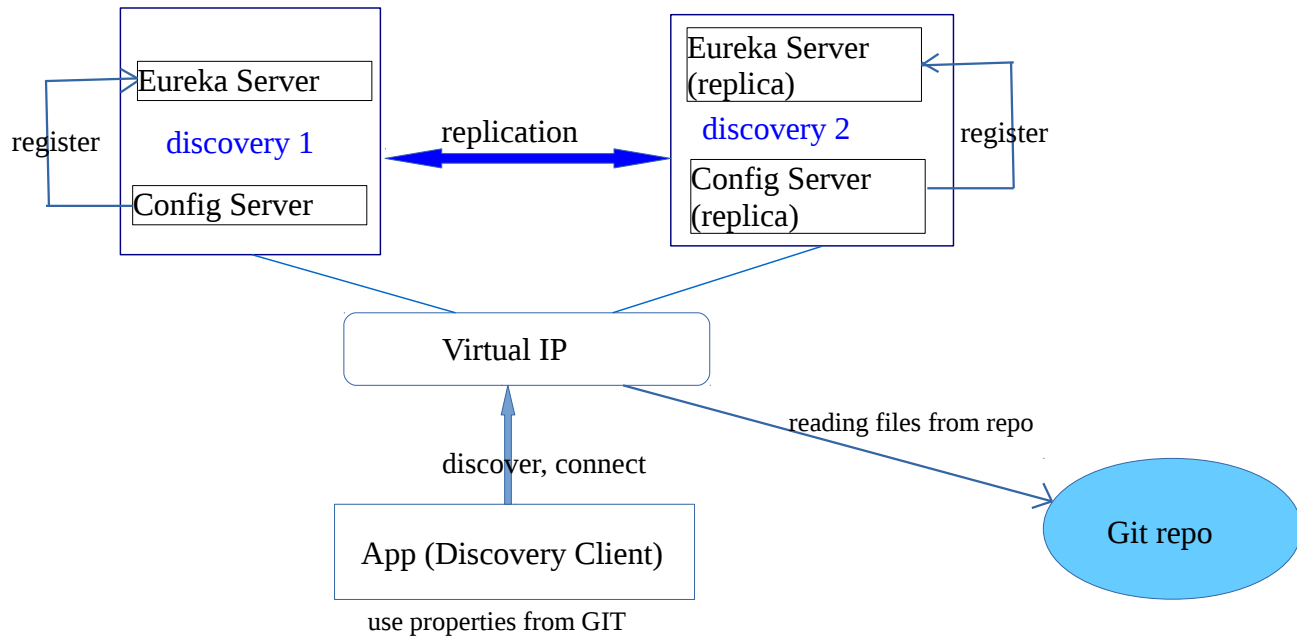 Eureka Server
register
discovery 1
Config Server
replication
Eureka Server
(replica)
discovery 2
register
Config Server
(replica)
Virtual IP
reading files from repo
discover, connect
App (Discovery Client)
Git repo
use properties from GIT